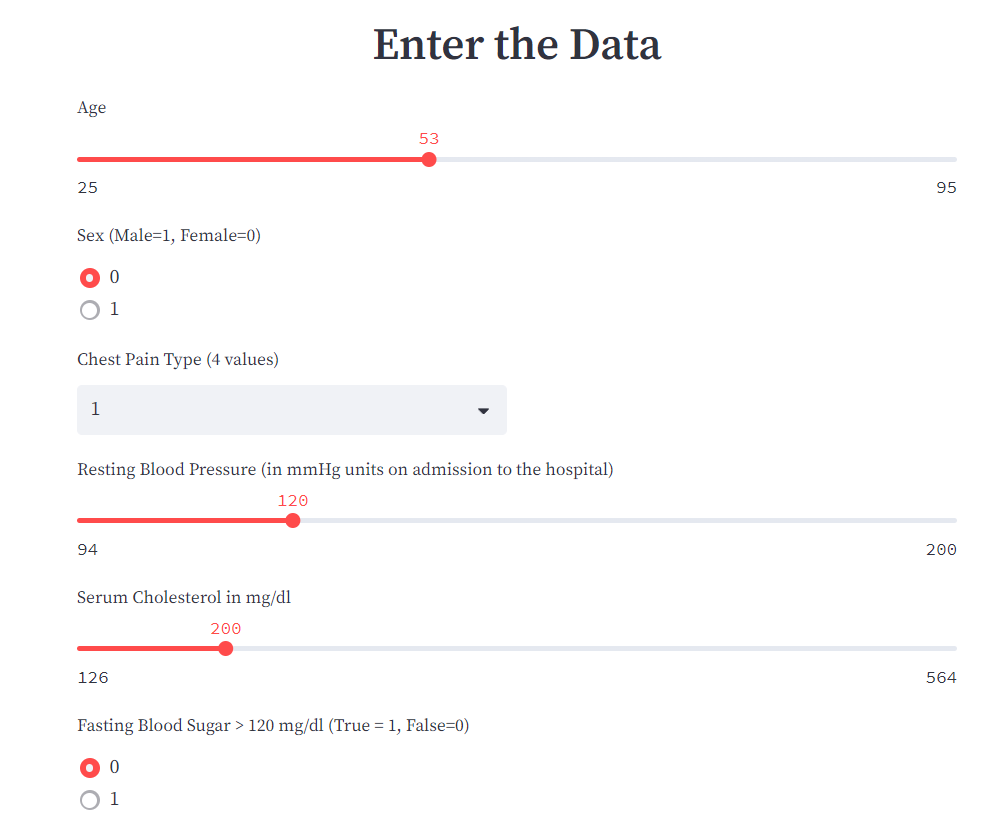 Enter the Data
Age
53
25 95
Sex (Male=1, Female=0)
0
1
Chest Pain Type (4 values)
1
Resting Blood Pressure (in mmHg units on admission to the hospital)
120
94 200
Serum Cholesterol in mg/dl
200
126 564
Fasting Blood Sugar > 120 mg/dl (True = 1, False=0)
0
1